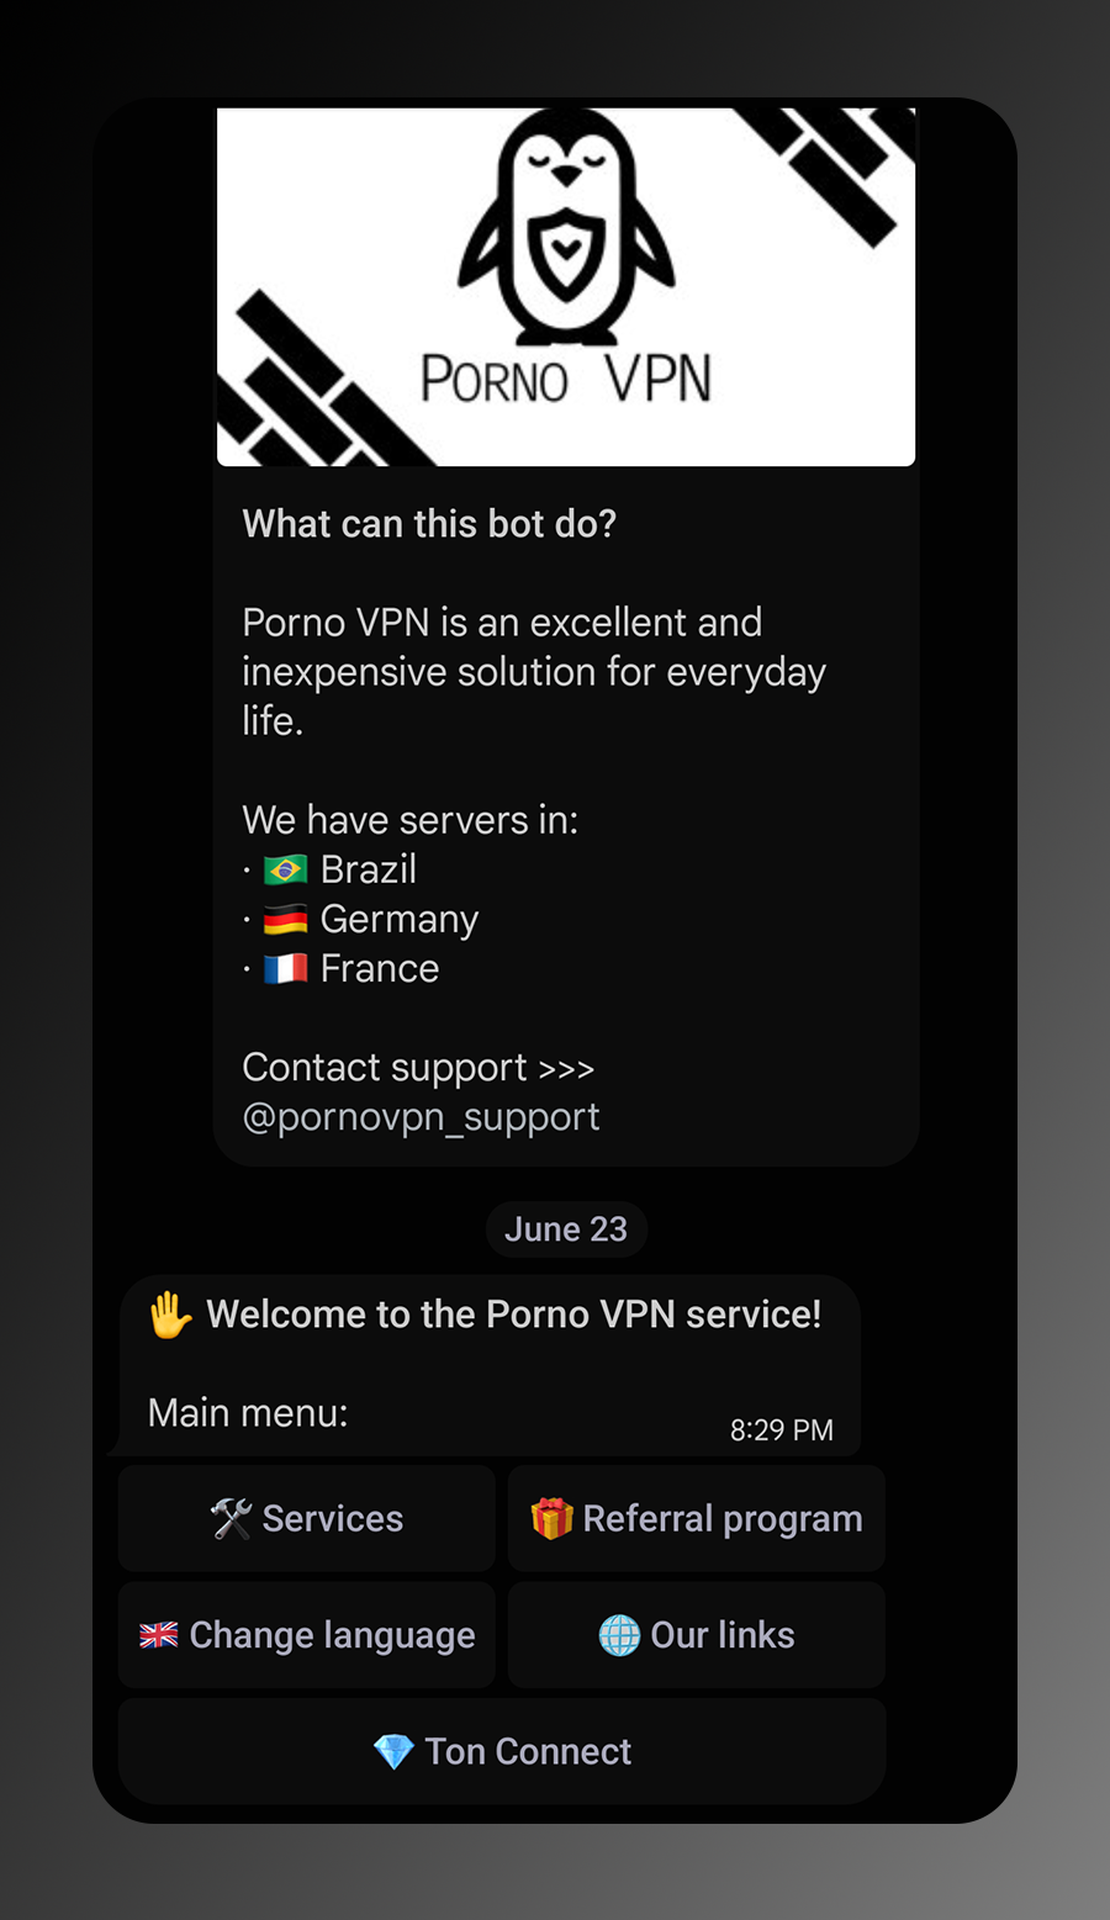 PORNO VPN
What can this bot do?
Porno VPN is an excellent and
inexpensive solution for everyday
life.
We have servers in:
· 🇧🇷 Brazil
· 🇩🇪 Germany
· 🇫🇷 France
Contact support >>>
@pornovpn_support
June 23
✋ Welcome to the Porno VPN service!
Main menu:
8:29 PM
🛠 Services
🎁 Referral program
🇬🇧 Change language
🌐 Our links
💎 Ton Connect